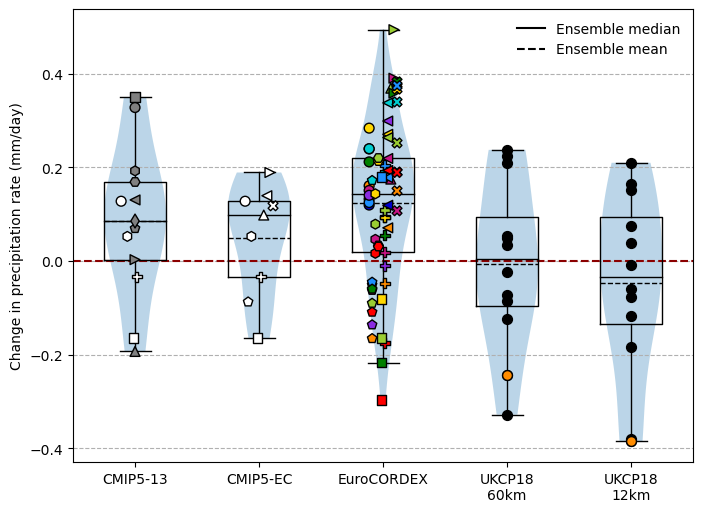 Ensemble median
Ensemble mean
Change in precipitation rate (mm/day)
0.4
0.2
0.0
−0.2
−0.4
CMIP5-13
CMIP5-EC
EuroCORDEX
UKCP18
60km
UKCP18
12km